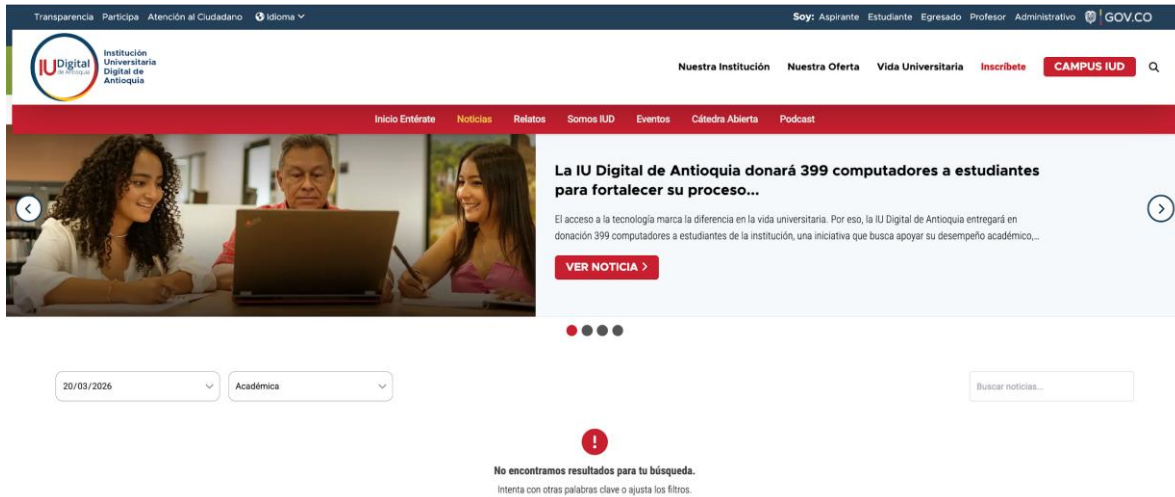 Transparencia Participa Atención al Ciudadano Idioma
Soy: Aspirante Estudiante Egresado Profesor Administrativo GOV.CO
IUDigital
de Antioquia
Institución
Universitaria
Digital de
Antioquia
Nuestra Institución Nuestra Oferta Vida Universitaria Inscríbete CAMPUS IUD
Inicio Entérate Noticias Relatos Somos IUD Eventos Cátedra Abierta Podcast
La IU Digital de Antioquia donará 399 computadores a estudiantes
para fortalecer su proceso...
El acceso a la tecnología marca la diferencia en la vida universitaria. Por eso, la IU Digital de Antioquia entregará en
donación 399 computadores a estudiantes de la institución, una iniciativa que busca apoyar su desempeño académico,...
VER NOTICIA >
20/03/2026
Académica
Buscar noticias...
!
No encontramos resultados para tu búsqueda.
Intenta con otras palabras clave o ajusta los filtros.